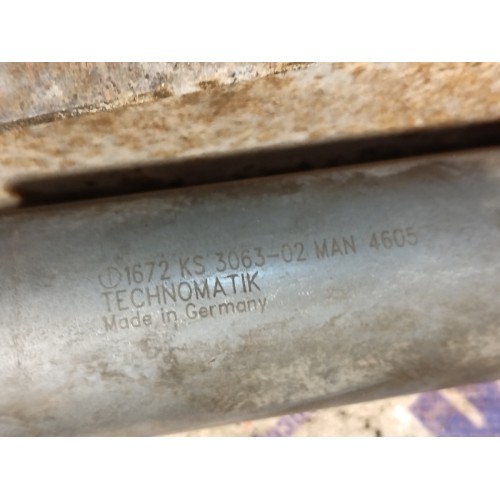 1672 KS 3063-02 MAN 4605
TECHNOMATIK
Made in Germany